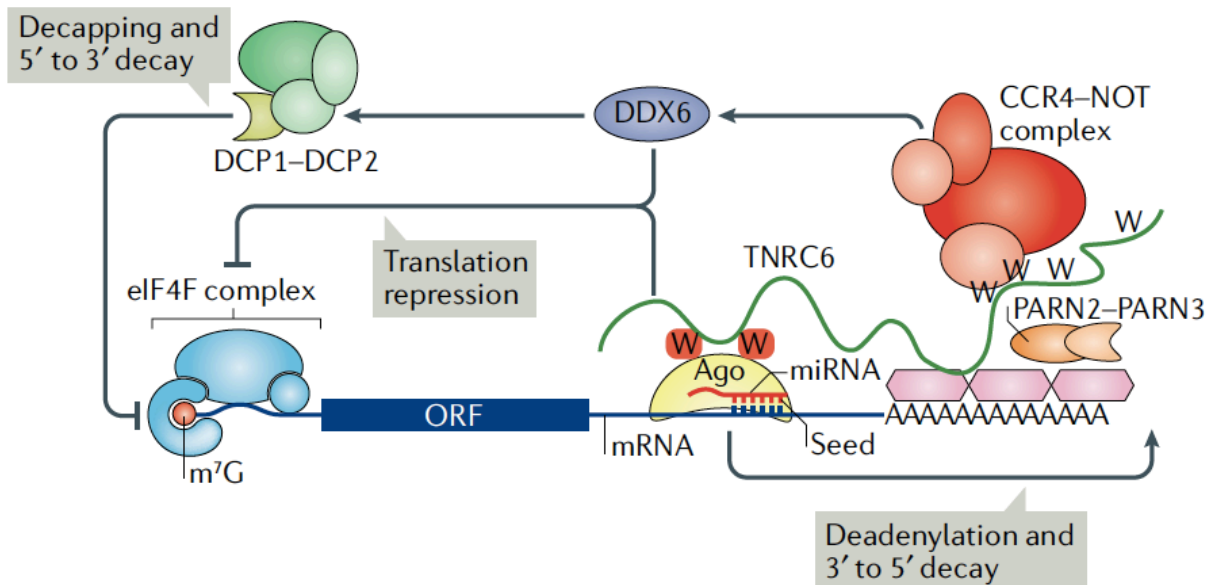 Decapping and
5′ to 3′ decay
DCP1–DCP2
DDX6
CCR4–NOT
complex
Translation
repression
eIF4F complex
TNRC6
W
W
W
W
W
W
W
PARN2–PARN3
Ago
miRNA
ORF
mRNA
Seed
AAAAAAAAAAAA
m⁷G
Deadenylation and
3′ to 5′ decay